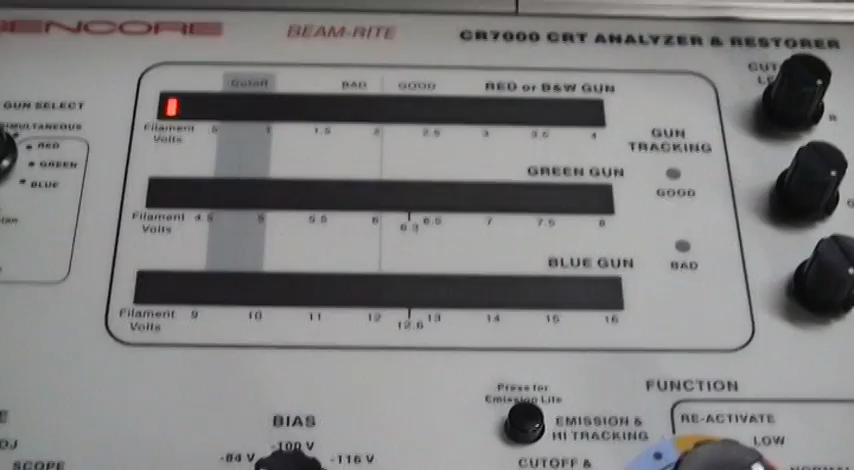 SENCORE BEAM-RITE CR7000 CRT ANALYZER & RESTORER
GUN SELECT
SIMULTANEOUS
RED
GREEN
BLUE
Cutoff BAD GOOD RED or B&W GUN
Filament Volts .5 1 1.5 2 2.5 3 3.5 4
GREEN GUN
Filament Volts 4.5 5 5.5 6 6.3 6.5 7 7.5 8
BLUE GUN
Filament Volts 9 10 11 12 12.6 13 14 15 16
GUN TRACKING
GOOD
BAD
R
BIAS
-84 V -100 V -116 V
Press for
Emission Life
EMISSION &
HI TRACKING
CUTOFF &
FUNCTION
RE-ACTIVATE
LOW
SCOPE